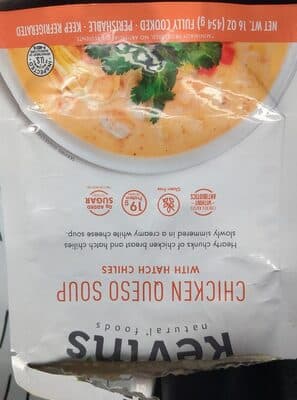 Kevin's
natural foods
CHICKEN QUESO SOUP
WITH HATCH CHILES
Hearty chunks of chicken breast and hatch chiles
slowly simmered in a creamy white cheese soup.
CHICKEN RAISED
WITHOUT
ANTIBIOTICS
Gluten Free
19g
Protein
0g ADDED
SUGAR
NET WT. 16 OZ (454 g) FULLY COOKED · PERISHABLE · KEEP REFRIGERATED